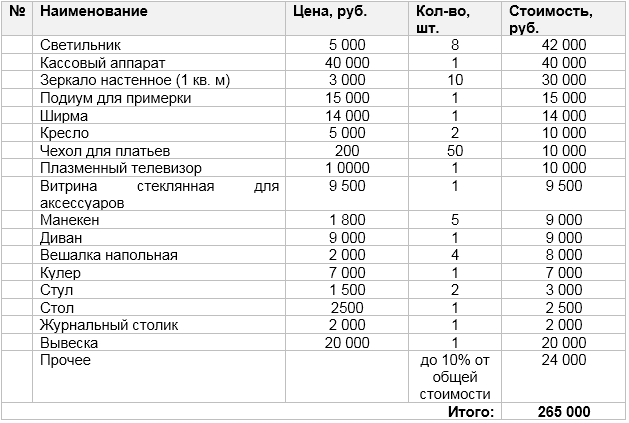 № Наименование Цена, руб. Кол-во, шт. Стоимость, руб.
Светильник 5 000 8 42 000
Кассовый аппарат 40 000 1 40 000
Зеркало настенное (1 кв. м) 3 000 10 30 000
Подиум для примерки 15 000 1 15 000
Ширма 14 000 1 14 000
Кресло 5 000 2 10 000
Чехол для платьев 200 50 10 000
Плазменный телевизор 1 0000 1 10 000
Витрина стеклянная для аксессуаров 9 500 1 9 500
Манекен 1 800 5 9 000
Диван 9 000 1 9 000
Вешалка напольная 2 000 4 8 000
Кулер 7 000 1 7 000
Стул 1 500 2 3 000
Стол 2500 1 2 500
Журнальный столик 2 000 1 2 000
Вывеска 20 000 1 20 000
Прочее до 10% от общей стоимости 24 000
Итого: 265 000